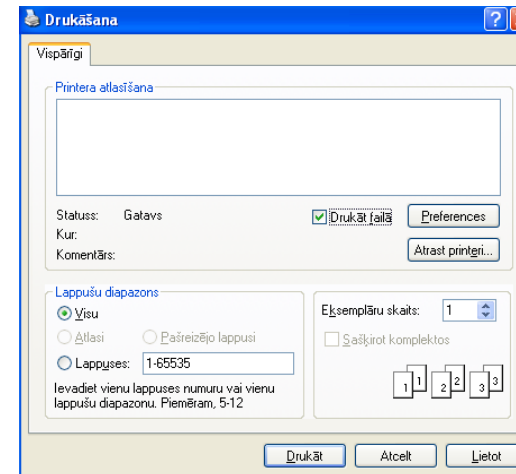 Drukāšana
Vispārīgi
Printera atlasīšana
Statuss: Gatavs
Drukāt failā
Preferences
Kur:
Komentārs:
Atrast printeri...
Lappušu diapazons
Visu
Atlasi
Pašreizējo lappusi
Lappuses: 1-65535
Ievadiet vienu lappuses numuru vai vienu
lappušu diapazonu. Piemēram, 5-12
Eksemplāru skaits: 1
Sašķirot komplektos
1 1 2 2 3 3
Drukāt
Atcelt
Lietot